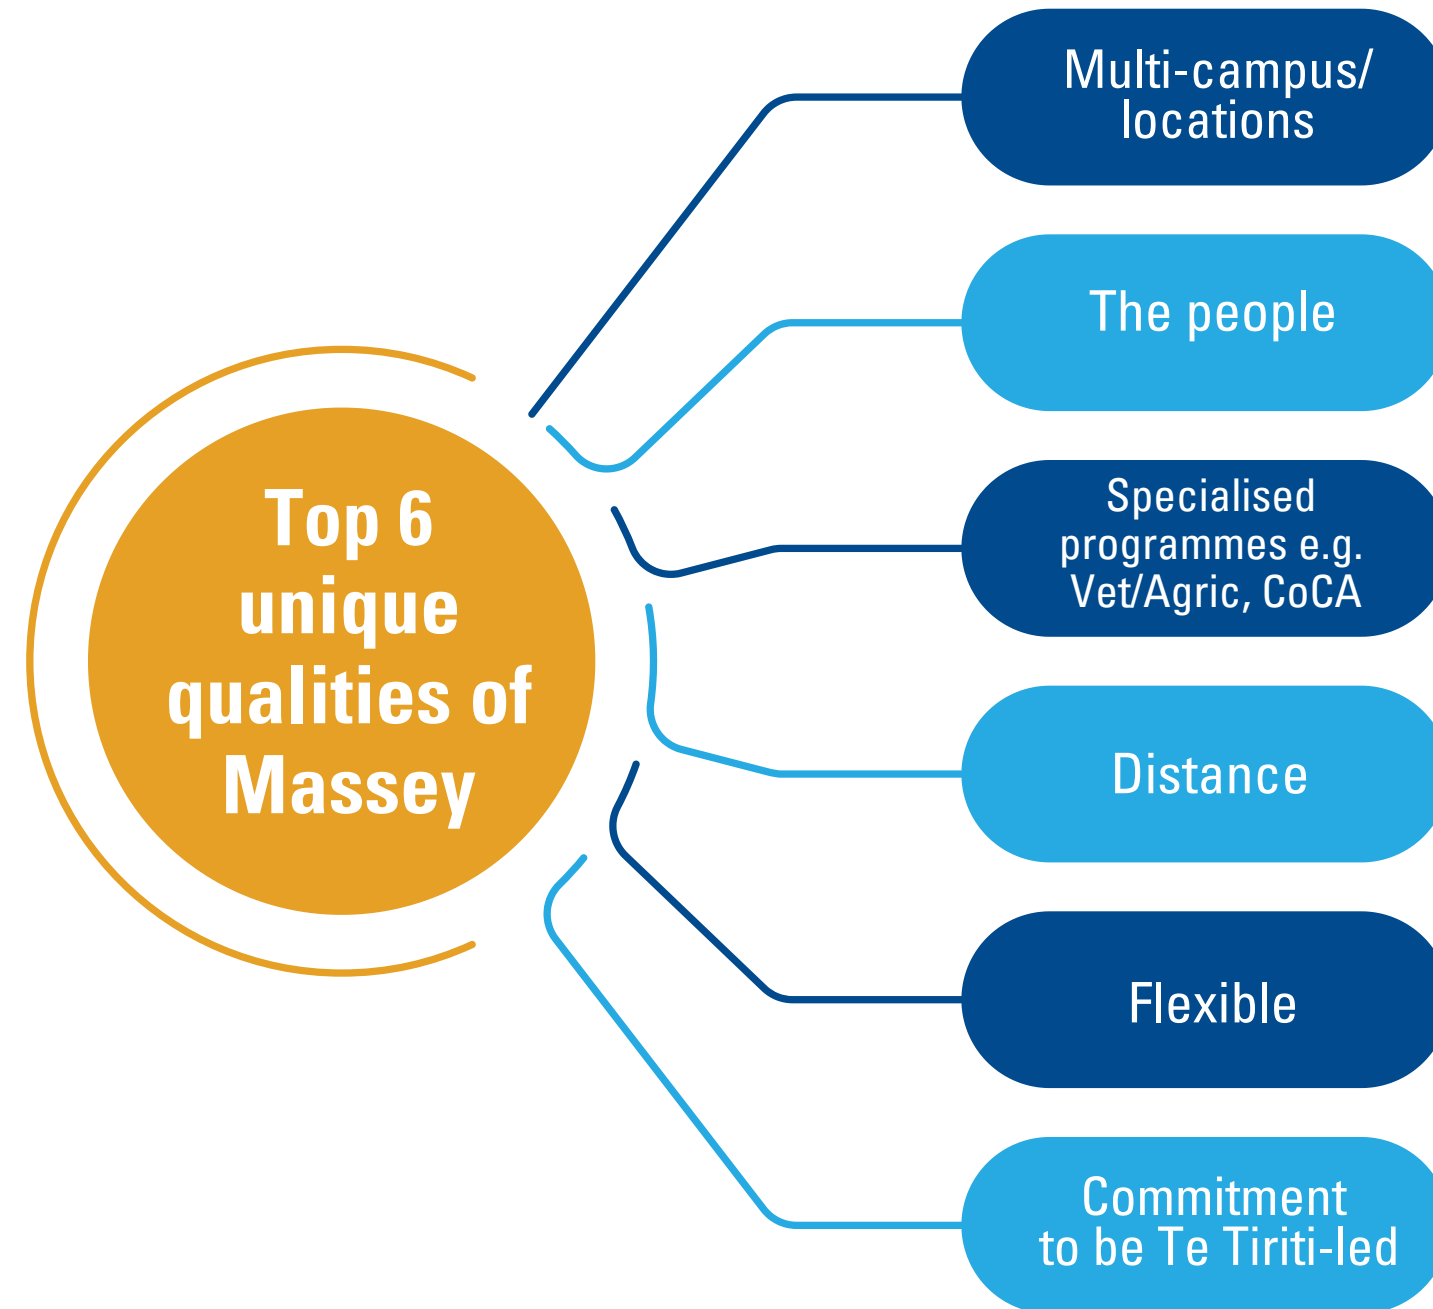 Top 6
unique
qualities of
Massey
Multi-campus/
locations
The people
Specialised
programmes e.g.
Vet/Agric, CoCA
Distance
Flexible
Commitment
to be Te Tiriti-led